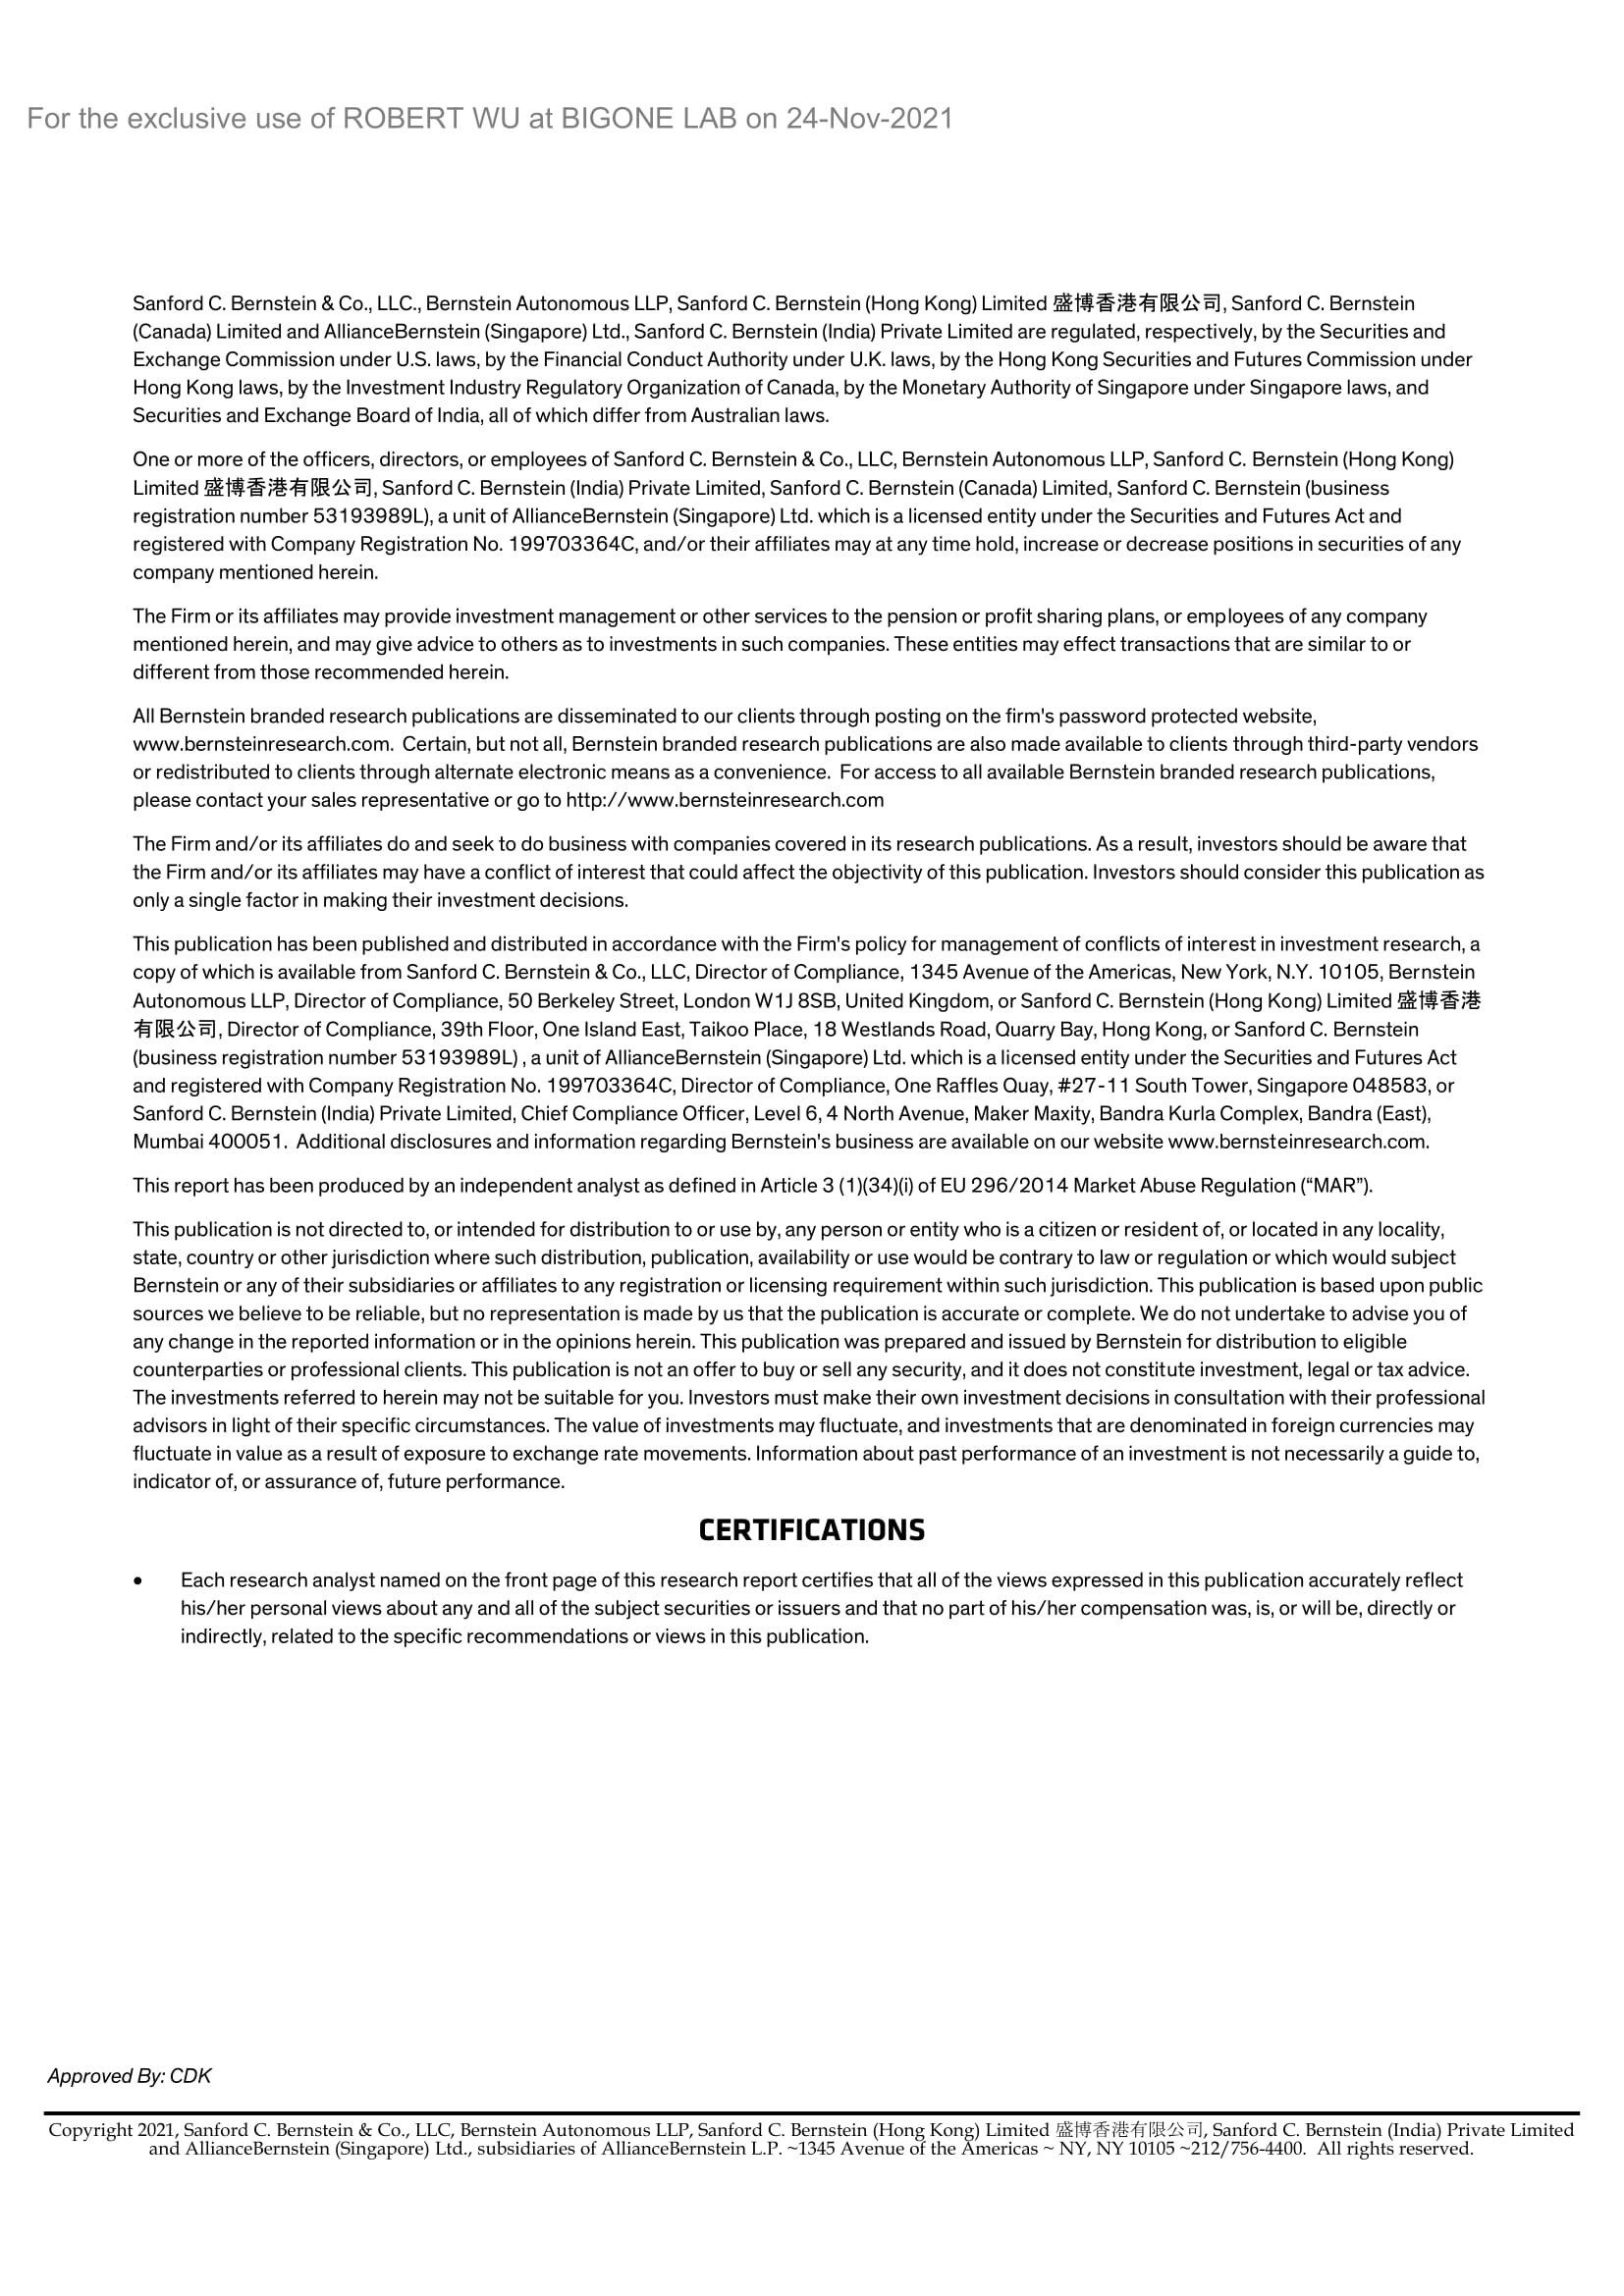 For the exclusive use of ROBERT WU at BIGONE LAB on 24-Nov-2021
Sanford C. Bernstein & Co., LLC., Bernstein Autonomous LLP, Sanford C. Bernstein (Hong Kong) Limited 盛博香港有限公司, Sanford C. Bernstein
(Canada) Limited and AllianceBernstein (Singapore) Ltd., Sanford C. Bernstein (India) Private Limited are regulated, respectively, by the Securities and
Exchange Commission under U.S. laws, by the Financial Conduct Authority under U.K. laws, by the Hong Kong Securities and Futures Commission under
Hong Kong laws, by the Investment Industry Regulatory Organization of Canada, by the Monetary Authority of Singapore under Singapore laws, and
Securities and Exchange Board of India, all of which differ from Australian laws.
One or more of the officers, directors, or employees of Sanford C. Bernstein & Co., LLC, Bernstein Autonomous LLP, Sanford C. Bernstein (Hong Kong)
Limited 盛博香港有限公司, Sanford C. Bernstein (India) Private Limited, Sanford C. Bernstein (Canada) Limited, Sanford C. Bernstein (business
registration number 53193989L), a unit of AllianceBernstein (Singapore) Ltd. which is a licensed entity under the Securities and Futures Act and
registered with Company Registration No. 199703364C, and/or their affiliates may at any time hold, increase or decrease positions in securities of any
company mentioned herein.
The Firm or its affiliates may provide investment management or other services to the pension or profit sharing plans, or employees of any company
mentioned herein, and may give advice to others as to investments in such companies. These entities may effect transactions that are similar to or
different from those recommended herein.
All Bernstein branded research publications are disseminated to our clients through posting on the firm's password protected website,
www.bernsteinresearch.com.  Certain, but not all, Bernstein branded research publications are also made available to clients through third-party vendors
or redistributed to clients through alternate electronic means as a convenience.  For access to all available Bernstein branded research publications,
please contact your sales representative or go to http://www.bernsteinresearch.com
The Firm and/or its affiliates do and seek to do business with companies covered in its research publications. As a result, investors should be aware that
the Firm and/or its affiliates may have a conflict of interest that could affect the objectivity of this publication. Investors should consider this publication as
only a single factor in making their investment decisions.
This publication has been published and distributed in accordance with the Firm's policy for management of conflicts of interest in investment research, a
copy of which is available from Sanford C. Bernstein & Co., LLC, Director of Compliance, 1345 Avenue of the Americas, New York, N.Y. 10105, Bernstein
Autonomous LLP, Director of Compliance, 50 Berkeley Street, London W1J 8SB, United Kingdom, or Sanford C. Bernstein (Hong Kong) Limited 盛博香港
有限公司, Director of Compliance, 39th Floor, One Island East, Taikoo Place, 18 Westlands Road, Quarry Bay, Hong Kong, or Sanford C. Bernstein
(business registration number 53193989L) , a unit of AllianceBernstein (Singapore) Ltd. which is a licensed entity under the Securities and Futures Act
and registered with Company Registration No. 199703364C, Director of Compliance, One Raffles Quay, #27-11 South Tower, Singapore 048583, or
Sanford C. Bernstein (India) Private Limited, Chief Compliance Officer, Level 6, 4 North Avenue, Maker Maxity, Bandra Kurla Complex, Bandra (East),
Mumbai 400051.  Additional disclosures and information regarding Bernstein's business are available on our website www.bernsteinresearch.com.
This report has been produced by an independent analyst as defined in Article 3 (1)(34)(i) of EU 296/2014 Market Abuse Regulation (“MAR”).
This publication is not directed to, or intended for distribution to or use by, any person or entity who is a citizen or resident of, or located in any locality,
state, country or other jurisdiction where such distribution, publication, availability or use would be contrary to law or regulation or which would subject
Bernstein or any of their subsidiaries or affiliates to any registration or licensing requirement within such jurisdiction. This publication is based upon public
sources we believe to be reliable, but no representation is made by us that the publication is accurate or complete. We do not undertake to advise you of
any change in the reported information or in the opinions herein. This publication was prepared and issued by Bernstein for distribution to eligible
counterparties or professional clients. This publication is not an offer to buy or sell any security, and it does not constitute investment, legal or tax advice.
The investments referred to herein may not be suitable for you. Investors must make their own investment decisions in consultation with their professional
advisors in light of their specific circumstances. The value of investments may fluctuate, and investments that are denominated in foreign currencies may
fluctuate in value as a result of exposure to exchange rate movements. Information about past performance of an investment is not necessarily a guide to,
indicator of, or assurance of, future performance.
CERTIFICATIONS
• Each research analyst named on the front page of this research report certifies that all of the views expressed in this publication accurately reflect
his/her personal views about any and all of the subject securities or issuers and that no part of his/her compensation was, is, or will be, directly or
indirectly, related to the specific recommendations or views in this publication.
Approved By: CDK
Copyright 2021, Sanford C. Bernstein & Co., LLC, Bernstein Autonomous LLP, Sanford C. Bernstein (Hong Kong) Limited 盛博香港有限公司, Sanford C. Bernstein (India) Private Limited
and AllianceBernstein (Singapore) Ltd., subsidiaries of AllianceBernstein L.P. ~1345 Avenue of the Americas ~ NY, NY 10105 ~212/756-4400.  All rights reserved.